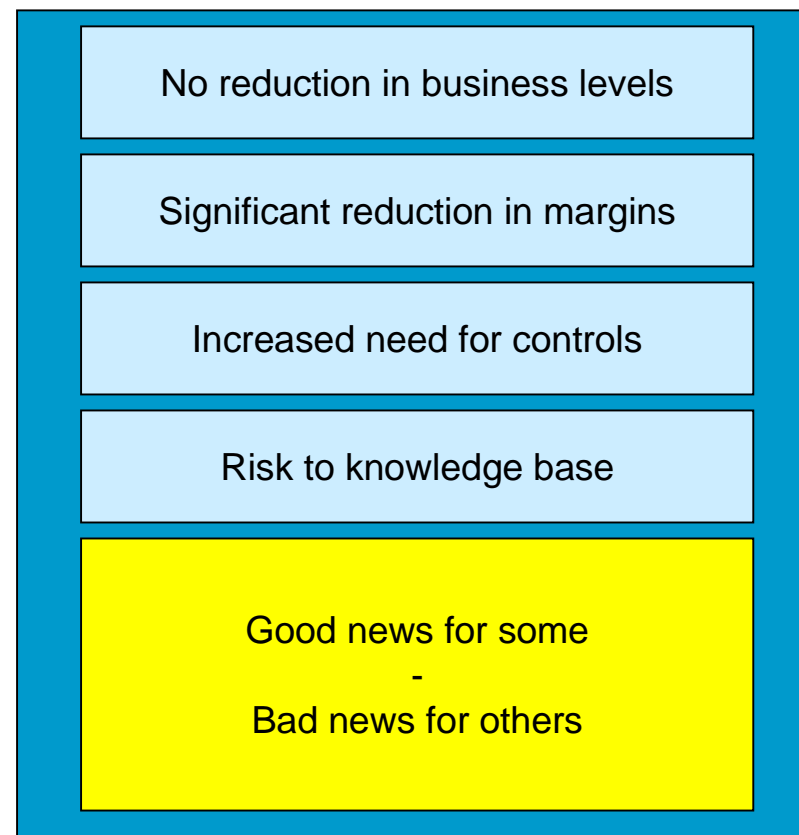 No reduction in business levels
Significant reduction in margins
Increased need for controls
Risk to knowledge base
Good news for some
-
Bad news for others